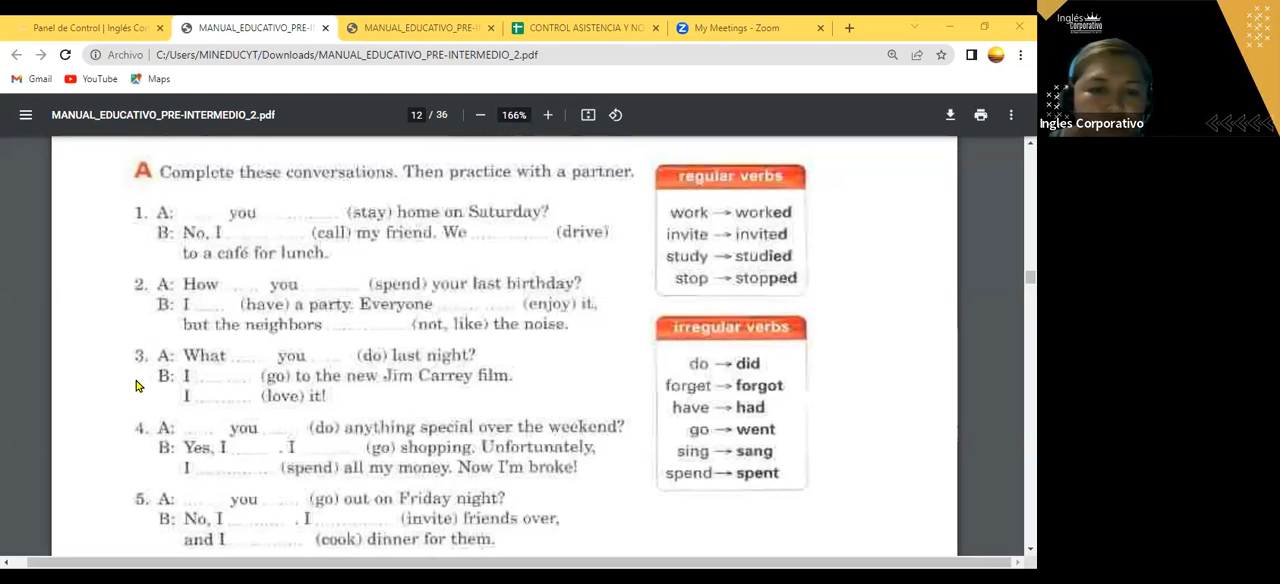 Panel de Control | Inglés Co
MANUAL_EDUCATIVO_PRE-INTERM
MANUAL_EDUCATIVO_PRE-INTERM
CONTROL ASISTENCIA Y NO
My Meetings - Zoom
Archivo
C:/Users/MINEDUCYT/Downloads/MANUAL_EDUCATIVO_PRE-INTERMEDIO_2.pdf
Gmail YouTube Maps
MANUAL_EDUCATIVO_PRE-INTERMEDIO_2.pdf
12 / 36
166%
A Complete these conversations. Then practice with a partner.
1. A: ..... you .......... (stay) home on Saturday?
B: No, I .......... (call) my friend. We .......... (drive)
to a café for lunch.
2. A: How ..... you .......... (spend) your last birthday?
B: I ..... (have) a party. Everyone .......... (enjoy) it,
but the neighbors .......... (not, like) the noise.
3. A: What ..... you ..... (do) last night?
B: I .......... (go) to the new Jim Carrey film.
I .......... (love) it!
4. A: ..... you ..... (do) anything special over the weekend?
B: Yes, I .......... . I .......... (go) shopping. Unfortunately,
I .......... (spend) all my money. Now I'm broke!
5. A: ..... you ..... (go) out on Friday night?
B: No, I .......... . I .......... (invite) friends over,
and I .......... (cook) dinner for them.
regular verbs
work → worked
invite → invited
study → studied
stop → stopped
irregular verbs
do → did
forget → forgot
have → had
go → went
sing → sang
spend → spent
Inglés
Corporativo
Ingles Corporativo